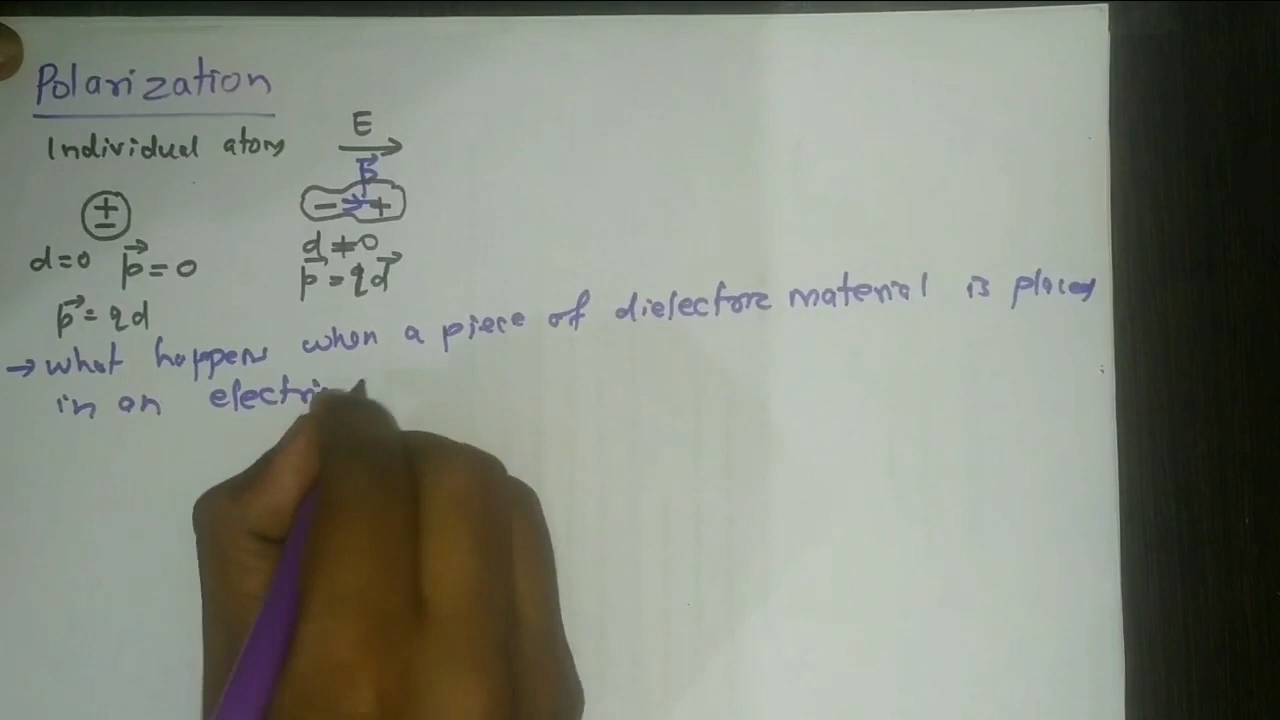 Polarization
Individual atom
E
p⃗
+
−
− +
d=0 p⃗=0
d≠0
p⃗=qd⃗
p⃗=qd
→ what happens when a piece of dielectric material is placed
in an electri